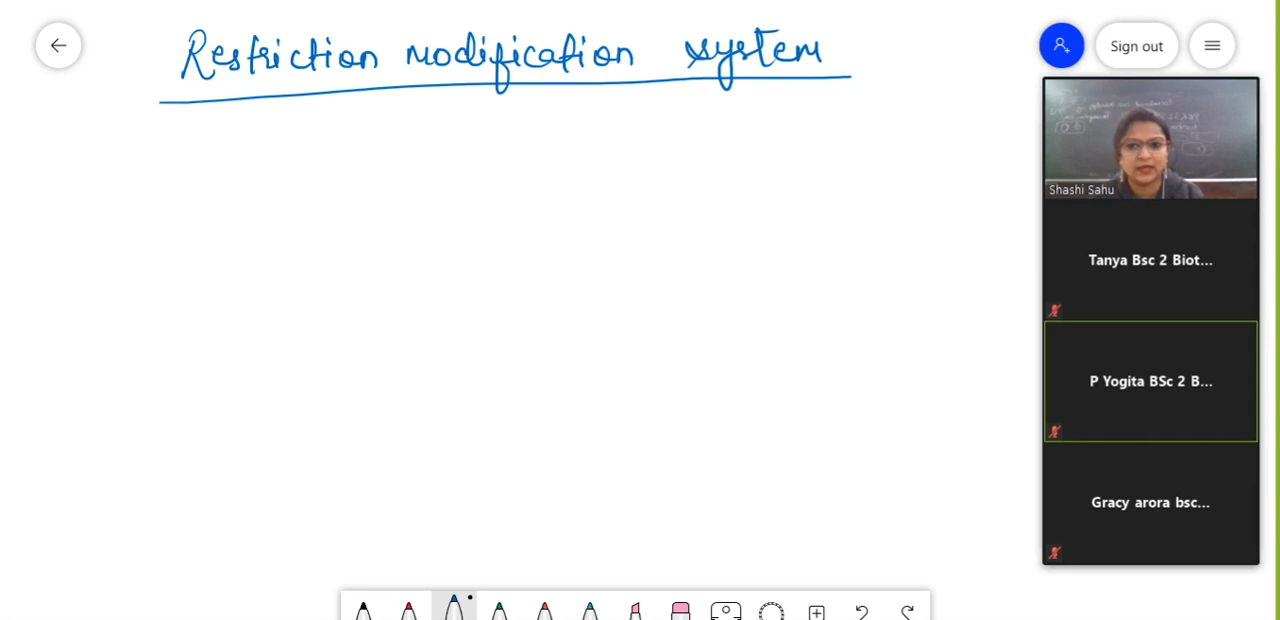 Restriction modification system
Sign out
Shashi Sahu
Tanya Bsc 2 Biot...
P Yogita BSc 2 B...
Gracy arora bsc...